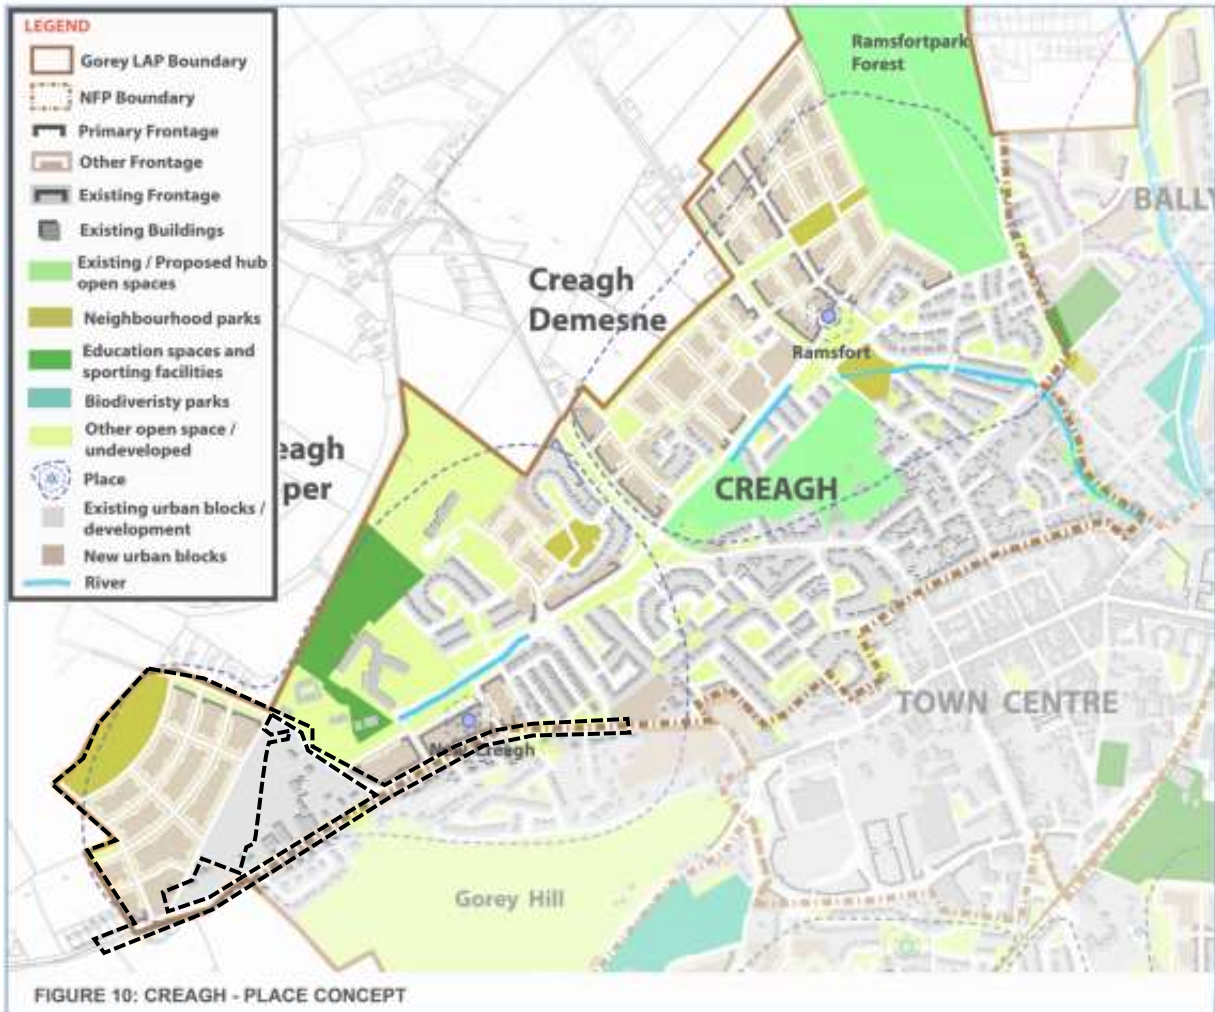 LEGEND
Gorey LAP Boundary
NFP Boundary
Primary Frontage
Other Frontage
Existing Frontage
Existing Buildings
Existing / Proposed hub
open spaces
Neighbourhood parks
Education spaces and
sporting facilities
Biodiveristy parks
Other open space /
undeveloped
Place
Existing urban blocks /
development
New urban blocks
River
Ramsfortpark
Forest
BALLY
Creagh
Demesne
Ramsfort
eagh
per
CREAGH
TOWN CENTRE
New Creagh
Gorey Hill
FIGURE 10: CREAGH - PLACE CONCEPT